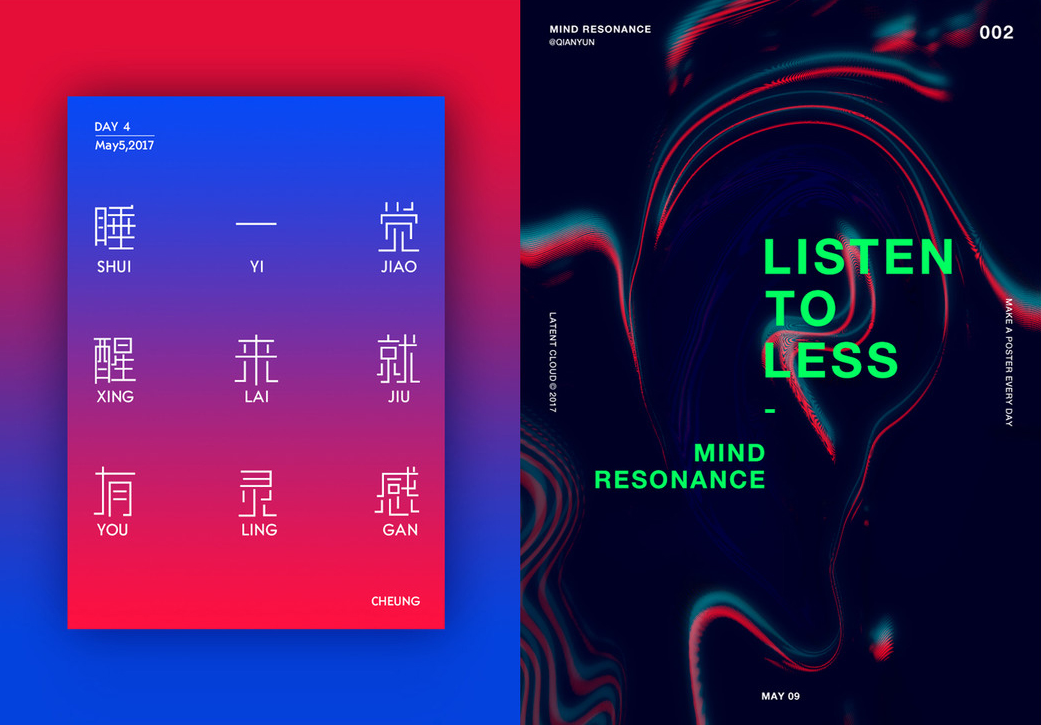 DAY 4
May5,2017
睡 一 觉
SHUI YI JIAO
醒 来 就
XING LAI JIU
有 灵 感
YOU LING GAN
CHEUNG
MIND RESONANCE
@QIANYUN
002
LISTEN
TO
LESS
-
MIND
RESONANCE
LATENT CLOUD © 2017
MAKE A POSTER EVERY DAY
MAY 09